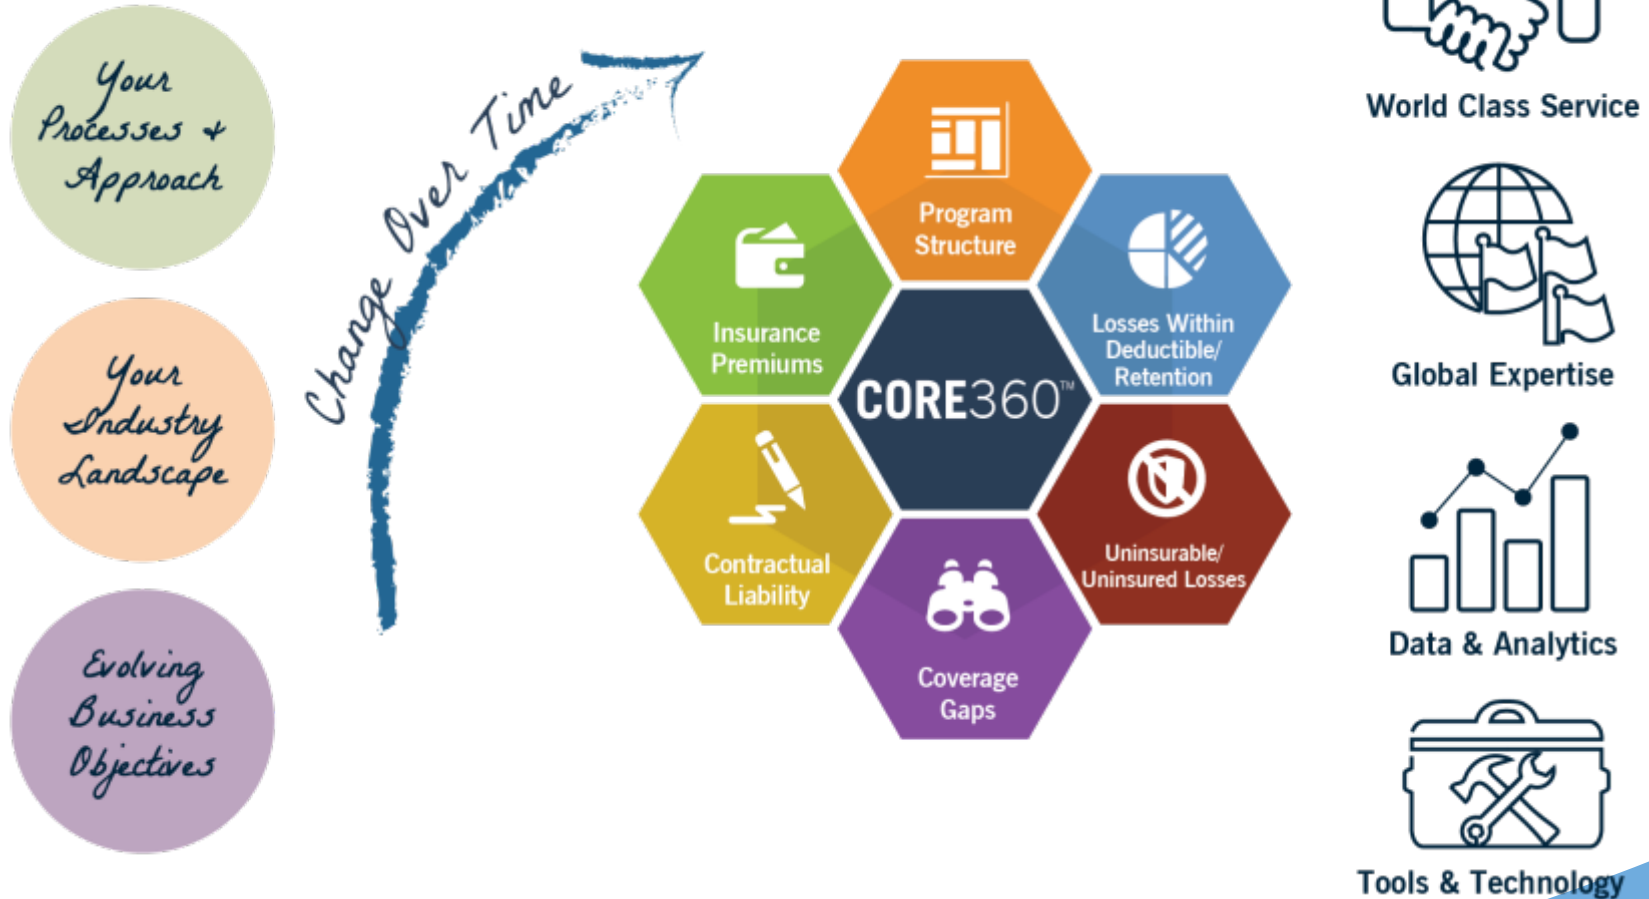 Your
Processes +
Approach
Your
Industry
Landscape
Evolving
Business
Objectives
Change Over Time
Program
Structure
Insurance
Premiums
Losses Within
Deductible/
Retention
CORE360™
Contractual
Liability
Uninsurable/
Uninsured Losses
Coverage
Gaps
World Class Service
Global Expertise
Data & Analytics
Tools & Technology